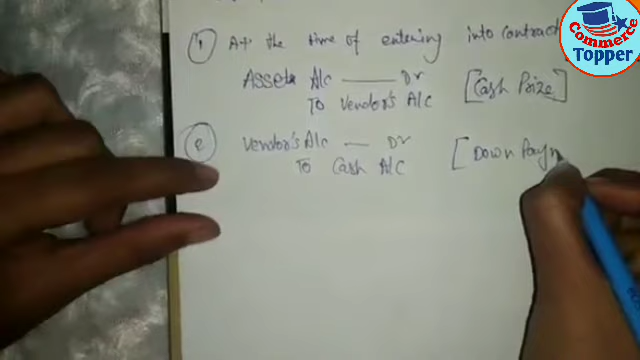 (1) At the time of entering into contract
Asset A/c —— Dr
To Vendor's A/c [Cash Prize]
(2) Vendor's A/c — Dr
To Cash A/c [Down Paym
Commerce
Topper